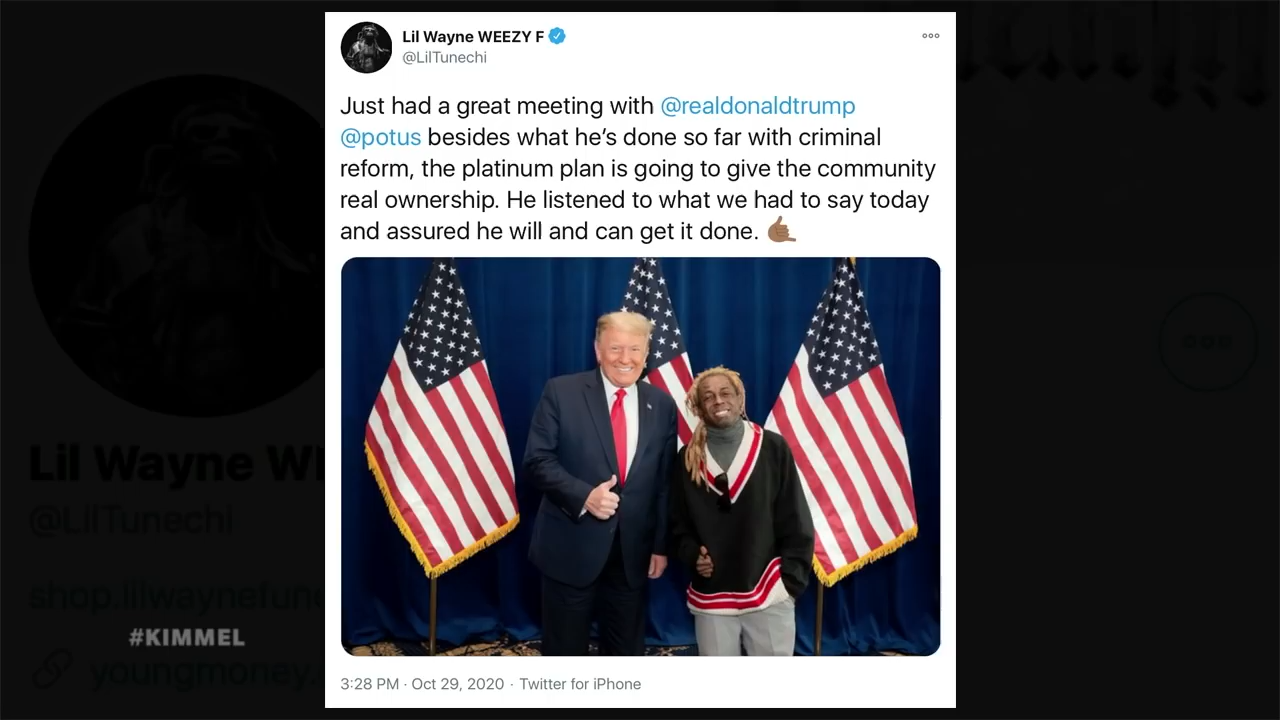 Lil Wayne WEEZY F
@LilTunechi
Just had a great meeting with @realdonaldtrump
@potus besides what he’s done so far with criminal
reform, the platinum plan is going to give the community
real ownership. He listened to what we had to say today
and assured he will and can get it done. 🤙🏾
3:28 PM · Oct 29, 2020 · Twitter for iPhone
Lil Wayne W
@LilTunechi
shop.lilwaynetun
#KIMMEL
youngmoney.